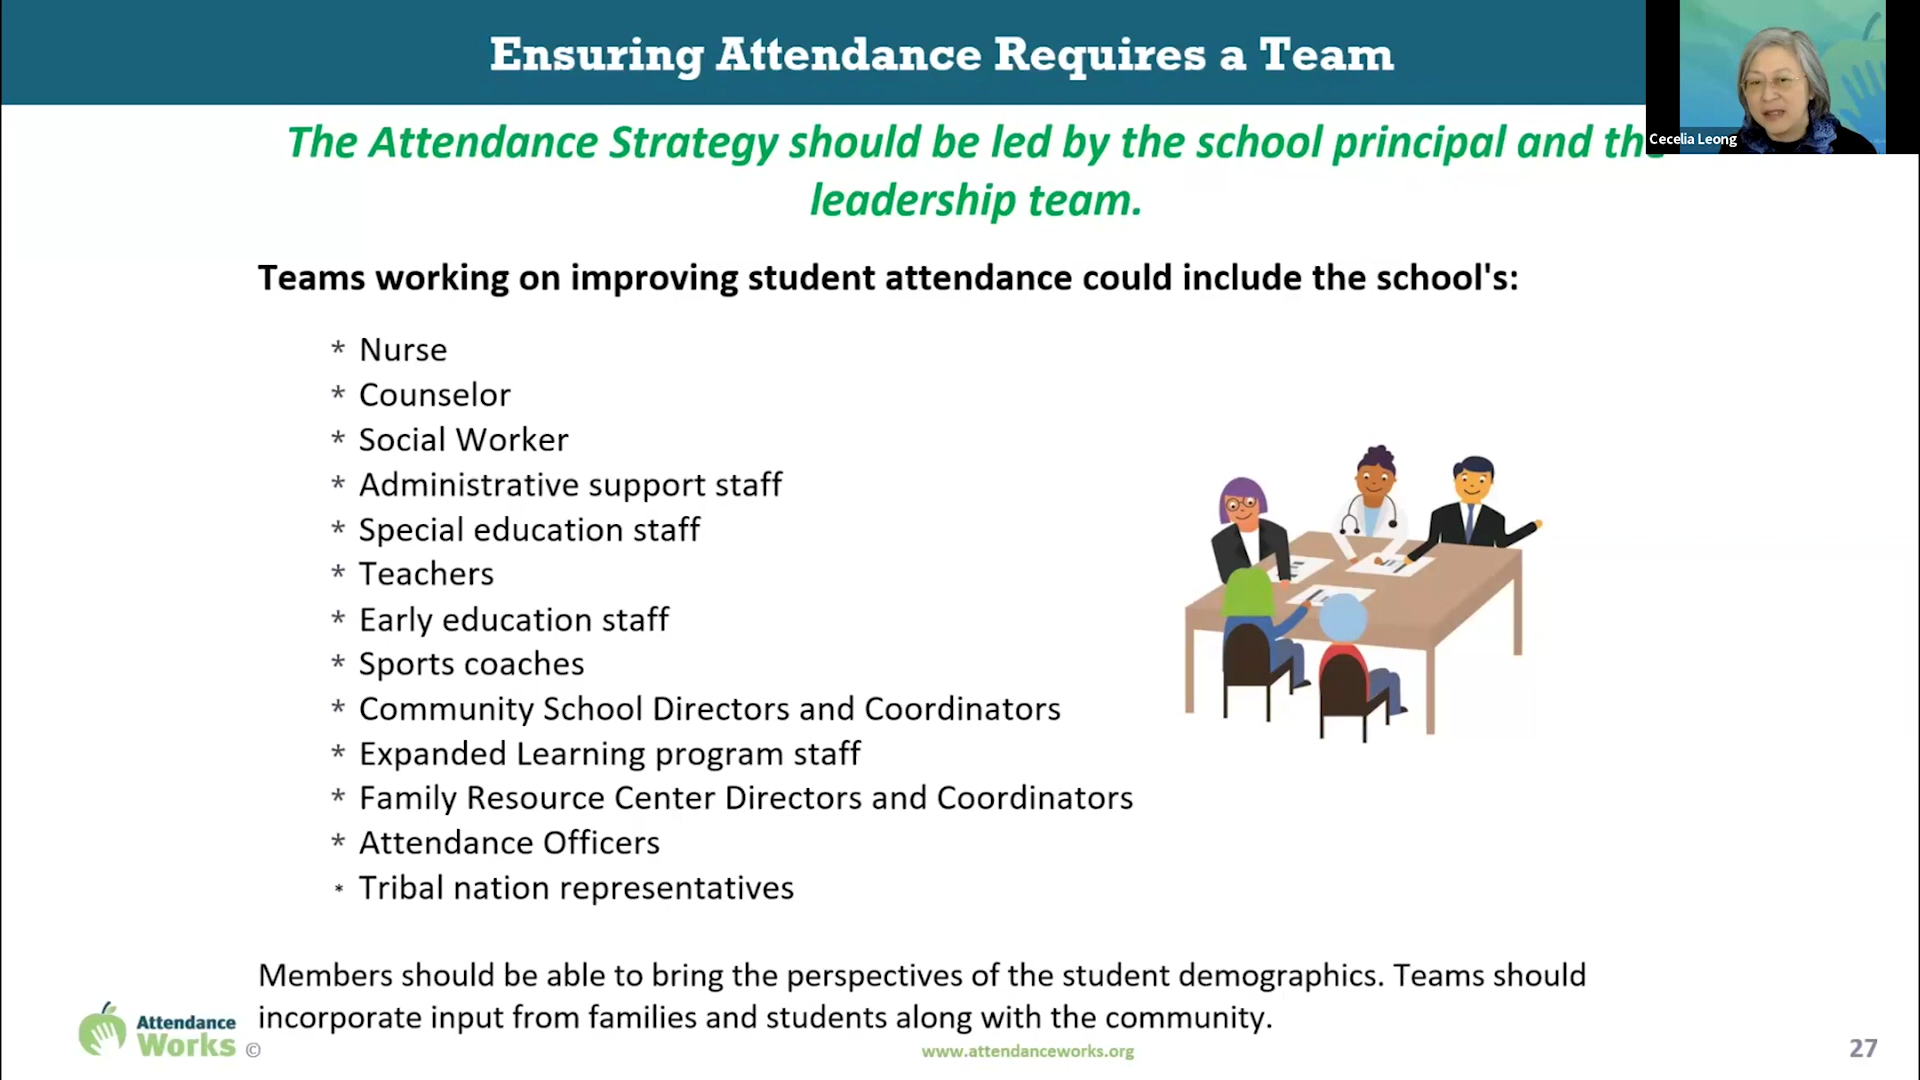 Ensuring Attendance Requires a Team
Cecelia Leong
The Attendance Strategy should be led by the school principal and the
leadership team.
Teams working on improving student attendance could include the school's:
* Nurse
* Counselor
* Social Worker
* Administrative support staff
* Special education staff
* Teachers
* Early education staff
* Sports coaches
* Community School Directors and Coordinators
* Expanded Learning program staff
* Family Resource Center Directors and Coordinators
* Attendance Officers
* Tribal nation representatives
Members should be able to bring the perspectives of the student demographics. Teams should
incorporate input from families and students along with the community.
Attendance
Works ©
www.attendanceworks.org
27